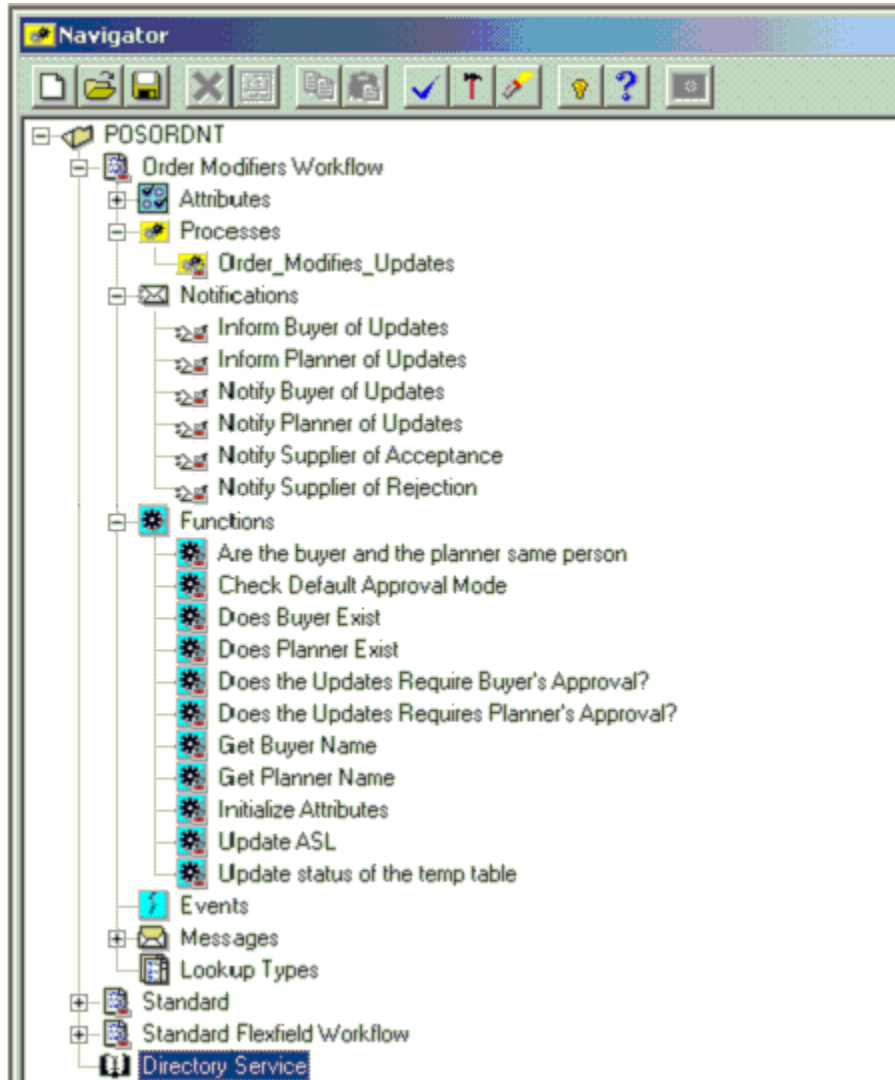 Navigator
POSORDNT
Order Modifiers Workflow
Attributes
Processes
Order_Modifies_Updates
Notifications
Inform Buyer of Updates
Inform Planner of Updates
Notify Buyer of Updates
Notify Planner of Updates
Notify Supplier of Acceptance
Notify Supplier of Rejection
Functions
Are the buyer and the planner same person
Check Default Approval Mode
Does Buyer Exist
Does Planner Exist
Does the Updates Require Buyer's Approval?
Does the Updates Requires Planner's Approval?
Get Buyer Name
Get Planner Name
Initialize Attributes
Update ASL
Update status of the temp table
Events
Messages
Lookup Types
Standard
Standard Flexfield Workflow
Directory Service